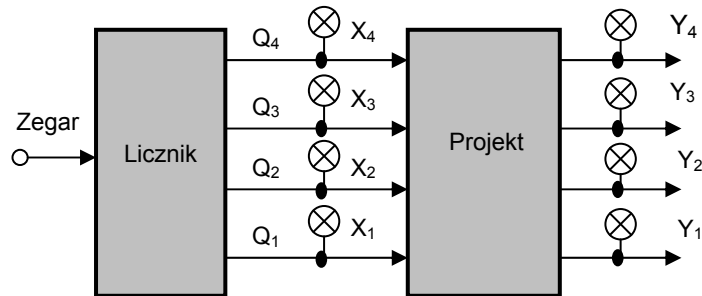 Q4 X4 Y4
Q3 X3 Y3
Zegar
Licznik
Projekt
Q2 X2 Y2
Q1 X1 Y1